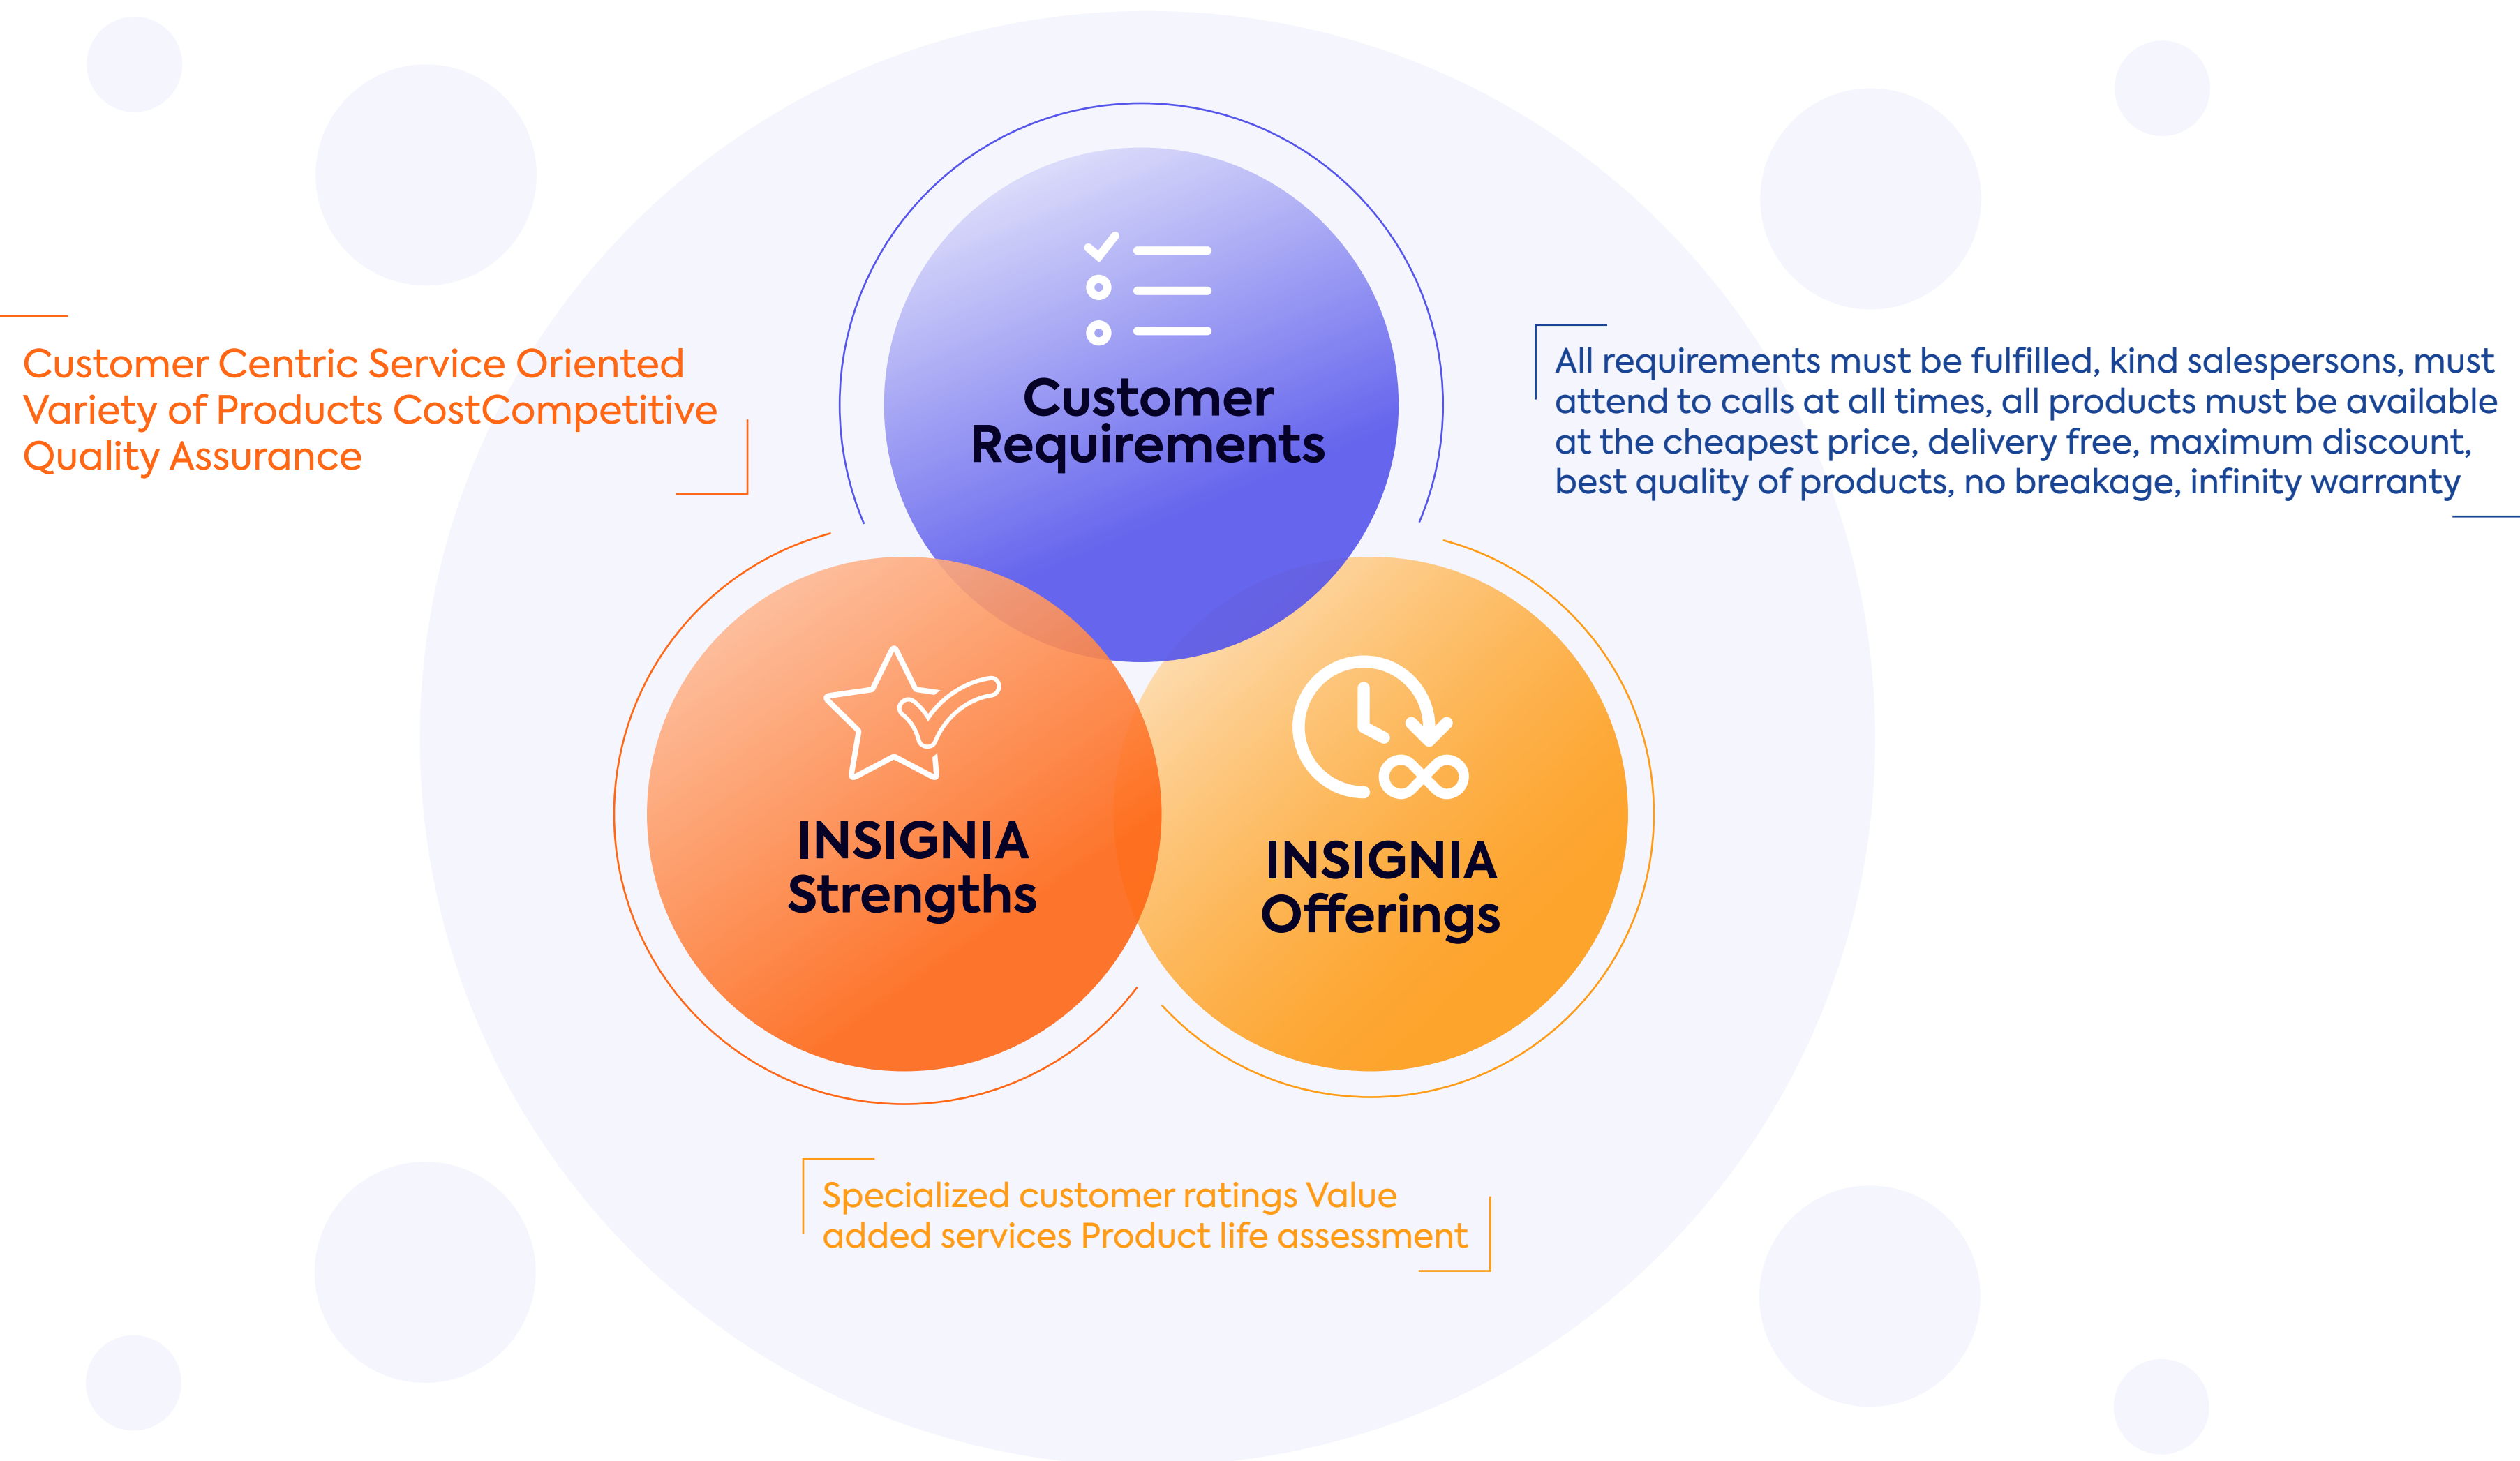 Customer
Requirements
Customer Centric Service Oriented
Variety of Products CostCompetitive
Quality Assurance
All requirements must be fulfilled, kind salespersons, must
attend to calls at all times, all products must be available
at the cheapest price, delivery free, maximum discount,
best quality of products, no breakage, infinity warranty
INSIGNIA
Strengths
INSIGNIA
Offerings
Specialized customer ratings Value
added services Product life assessment